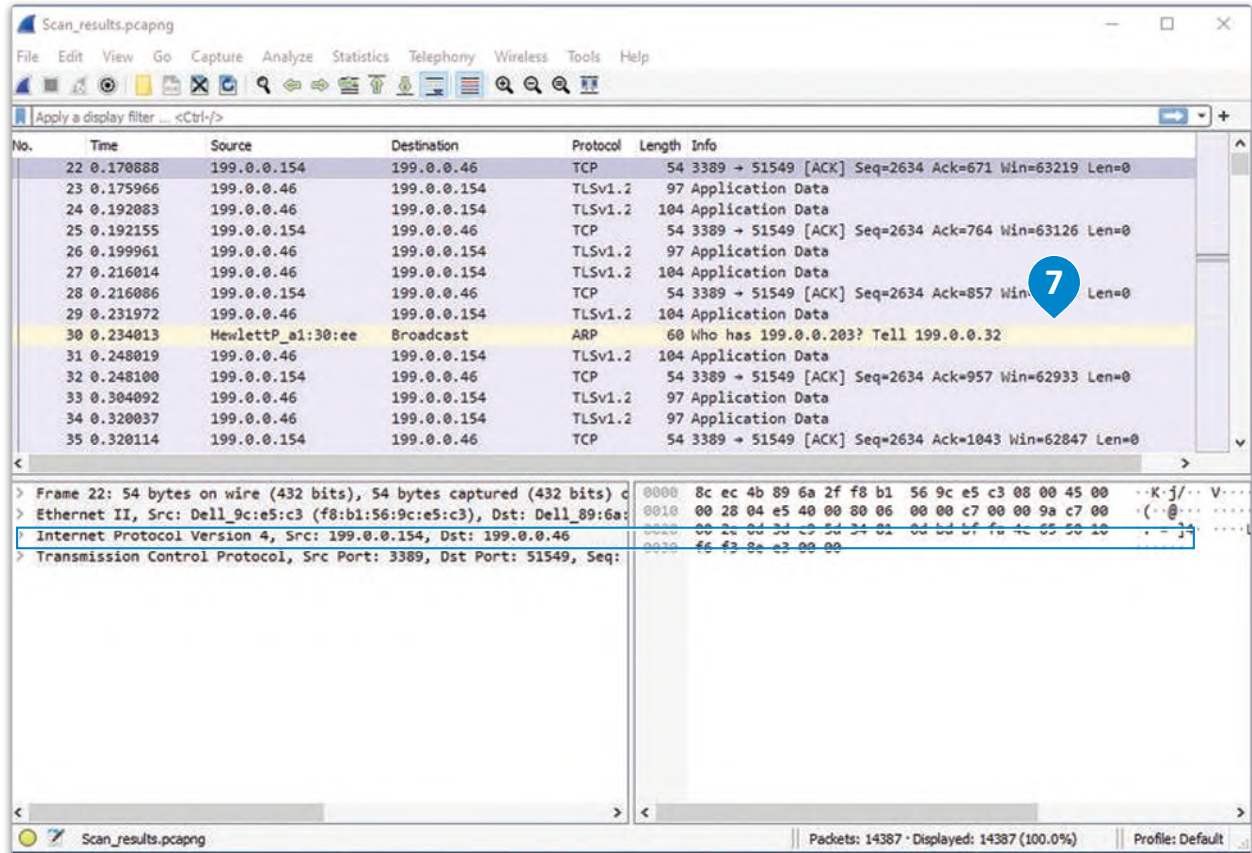 Scan_results.pcapng
File Edit View Go Capture Analyze Statistics Telephony Wireless Tools Help
Apply a display filter ... <Ctrl-/>
No. Time Source Destination Protocol Length Info
22 0.170888 199.0.0.154 199.0.0.46 TCP 54 3389 → 51549 [ACK] Seq=2634 Ack=671 Win=63219 Len=0
23 0.175966 199.0.0.46 199.0.0.154 TLSv1.2 97 Application Data
24 0.192083 199.0.0.46 199.0.0.154 TLSv1.2 104 Application Data
25 0.192155 199.0.0.154 199.0.0.46 TCP 54 3389 → 51549 [ACK] Seq=2634 Ack=764 Win=63126 Len=0
26 0.199961 199.0.0.46 199.0.0.154 TLSv1.2 97 Application Data
27 0.216014 199.0.0.46 199.0.0.154 TLSv1.2 104 Application Data
28 0.216086 199.0.0.154 199.0.0.46 TCP 54 3389 → 51549 [ACK] Seq=2634 Ack=857 Len=0
7
29 0.231972 199.0.0.46 199.0.0.154 TLSv1.2 104 Application Data
30 0.234013 HewlettP_a1:30:ee Broadcast ARP 60 Who has 199.0.0.203? Tell 199.0.0.32
31 0.248019 199.0.0.46 199.0.0.154 TLSv1.2 104 Application Data
32 0.248100 199.0.0.154 199.0.0.46 TCP 54 3389 → 51549 [ACK] Seq=2634 Ack=957 Win=62933 Len=0
33 0.304092 199.0.0.46 199.0.0.154 TLSv1.2 97 Application Data
34 0.320037 199.0.0.46 199.0.0.154 TLSv1.2 97 Application Data
35 0.320114 199.0.0.154 199.0.0.46 TCP 54 3389 → 51549 [ACK] Seq=2634 Ack=1043 Win=62847 Len=0
Frame 22: 54 bytes on wire (432 bits), 54 bytes captured (432 bits)
Ethernet II, Src: Dell_9c:e5:c3 (f8:b1:56:9c:e5:c3), Dst: Dell_89:6a:
Internet Protocol Version 4, Src: 199.0.0.154, Dst: 199.0.0.46
Transmission Control Protocol, Src Port: 3389, Dst Port: 51549, Seq:
0000 8c ec 4b 89 6a 2f f8 b1 56 9c e5 c3 08 00 45 00 ··K·j/·· V····
0010 00 28 04 e5 40 00 80 06 00 00 c7 00 00 9a c7 00 ·(··@··· ·····
0030 f6 f3 8e e3 00 00
Scan_results.pcapng
Packets: 14387 · Displayed: 14387 (100.0%)
Profile: Default